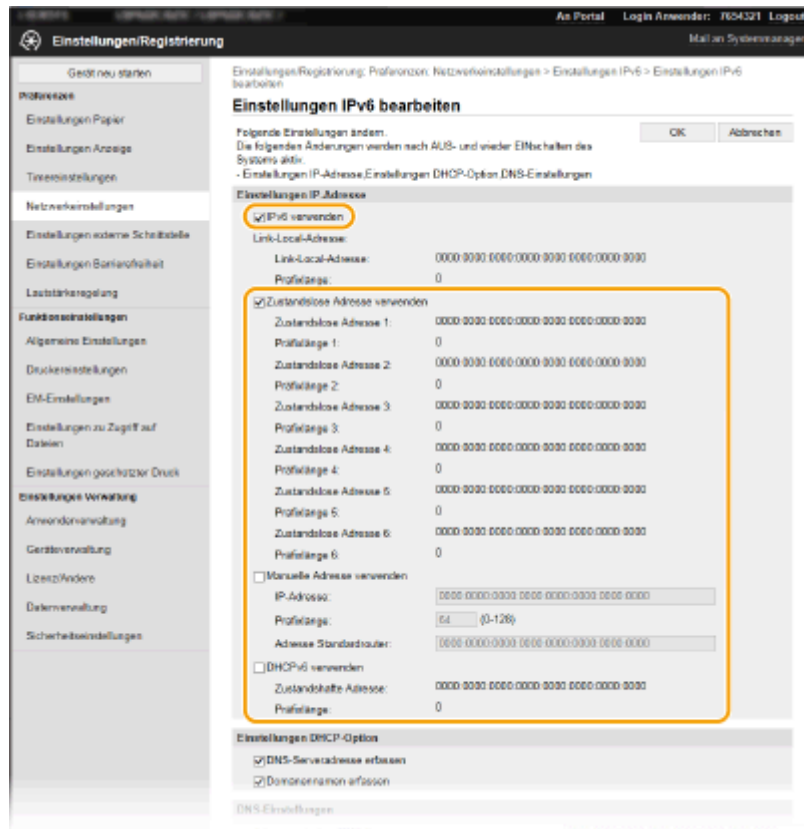 An Portal Login Anwender: 7654321 Logout
Einstellungen/Registrierung
Mail an Systemmanager
Gerät neu starten
Präferenzen
Einstellungen Papier
Einstellungen Anzeige
Timereinstellungen
Netzwerkeinstellungen
Einstellungen externe Schnittstelle
Einstellungen Barrierefreiheit
Lautstärkeregelung
Funktionseinstellungen
Allgemeine Einstellungen
Druckereinstellungen
EM-Einstellungen
Einstellungen zu Zugriff auf
Dateien
Einstellungen geschützter Druck
Einstellungen Verwaltung
Anwenderverwaltung
Geräteverwaltung
Lizenz/Andere
Datenverwaltung
Sicherheitseinstellungen
Einstellungen/Registrierung: Präferenzen: Netzwerkeinstellungen > Einstellungen IPv6 > Einstellungen IPv6
bearbeiten
Einstellungen IPv6 bearbeiten
Folgende Einstellungen ändern.
OK Abbrechen
Die folgenden Änderungen werden nach AUS- und wieder EINschalten des
Systems aktiv:
- Einstellungen IP-Adresse,Einstellungen DHCP-Option,DNS-Einstellungen
Einstellungen IP-Adresse
IPv6 verwenden
Link-Local-Adresse:
Link-Local-Adresse: 0000:0000:0000:0000:0000:0000:0000:0000
Präfixlänge: 0
Zustandslose Adresse verwenden
Zustandslose Adresse 1: 0000:0000:0000:0000:0000:0000:0000:0000
Präfixlänge 1: 0
Zustandslose Adresse 2: 0000:0000:0000:0000:0000:0000:0000:0000
Präfixlänge 2: 0
Zustandslose Adresse 3: 0000:0000:0000:0000:0000:0000:0000:0000
Präfixlänge 3: 0
Zustandslose Adresse 4: 0000:0000:0000:0000:0000:0000:0000:0000
Präfixlänge 4: 0
Zustandslose Adresse 5: 0000:0000:0000:0000:0000:0000:0000:0000
Präfixlänge 5: 0
Zustandslose Adresse 6: 0000:0000:0000:0000:0000:0000:0000:0000
Präfixlänge 6: 0
Manuelle Adresse verwenden
IP-Adresse: 0000:0000:0000:0000:0000:0000:0000:0000
Präfixlänge: 64 (0-128)
Adresse Standardrouter: 0000:0000:0000:0000:0000:0000:0000:0000
DHCPv6 verwenden
Zustandshafte Adresse: 0000:0000:0000:0000:0000:0000:0000:0000
Präfixlänge: 0
Einstellungen DHCP-Option
DNS-Serveradresse erfassen
Domänennamen erfassen
DNS-Einstellungen